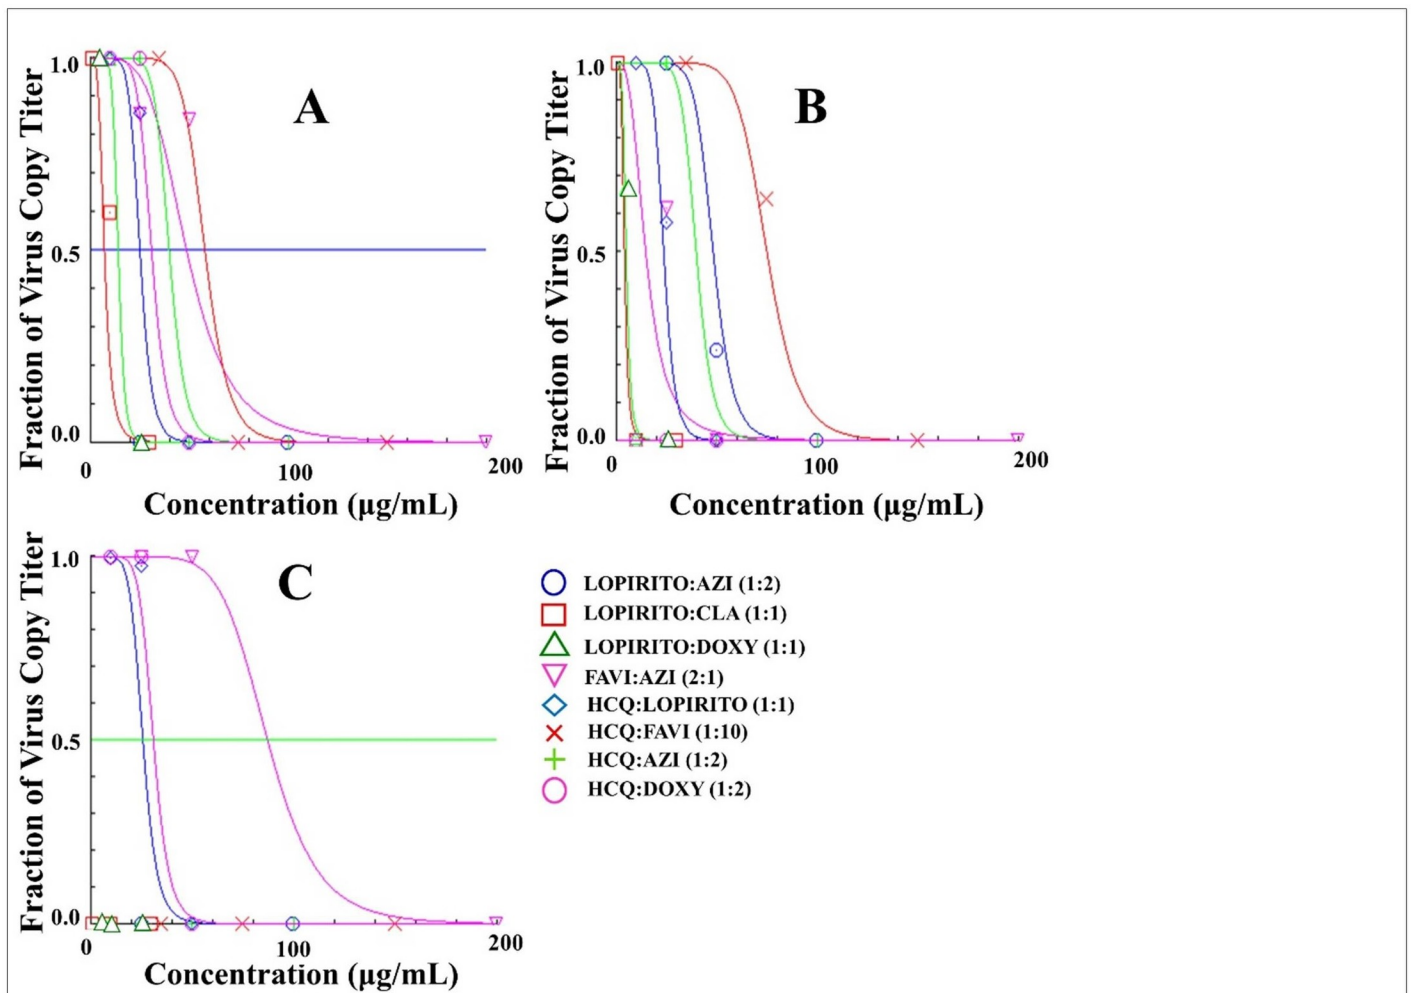 A
Fraction of Virus Copy Titer
1.0
0.5
0.0
0
100
200
Concentration (µg/mL)
B
Fraction of Virus Copy Titer
1.0
0.5
0.0
0
100
200
Concentration (µg/mL)
C
Fraction of Virus Copy Titer
1.0
0.5
0.0
0
100
200
Concentration (µg/mL)
LOPIRITO:AZI (1:2)
LOPIRITO:CLA (1:1)
LOPIRITO:DOXY (1:1)
FAVI:AZI (2:1)
HCQ:LOPIRITO (1:1)
HCQ:FAVI (1:10)
HCQ:AZI (1:2)
HCQ:DOXY (1:2)